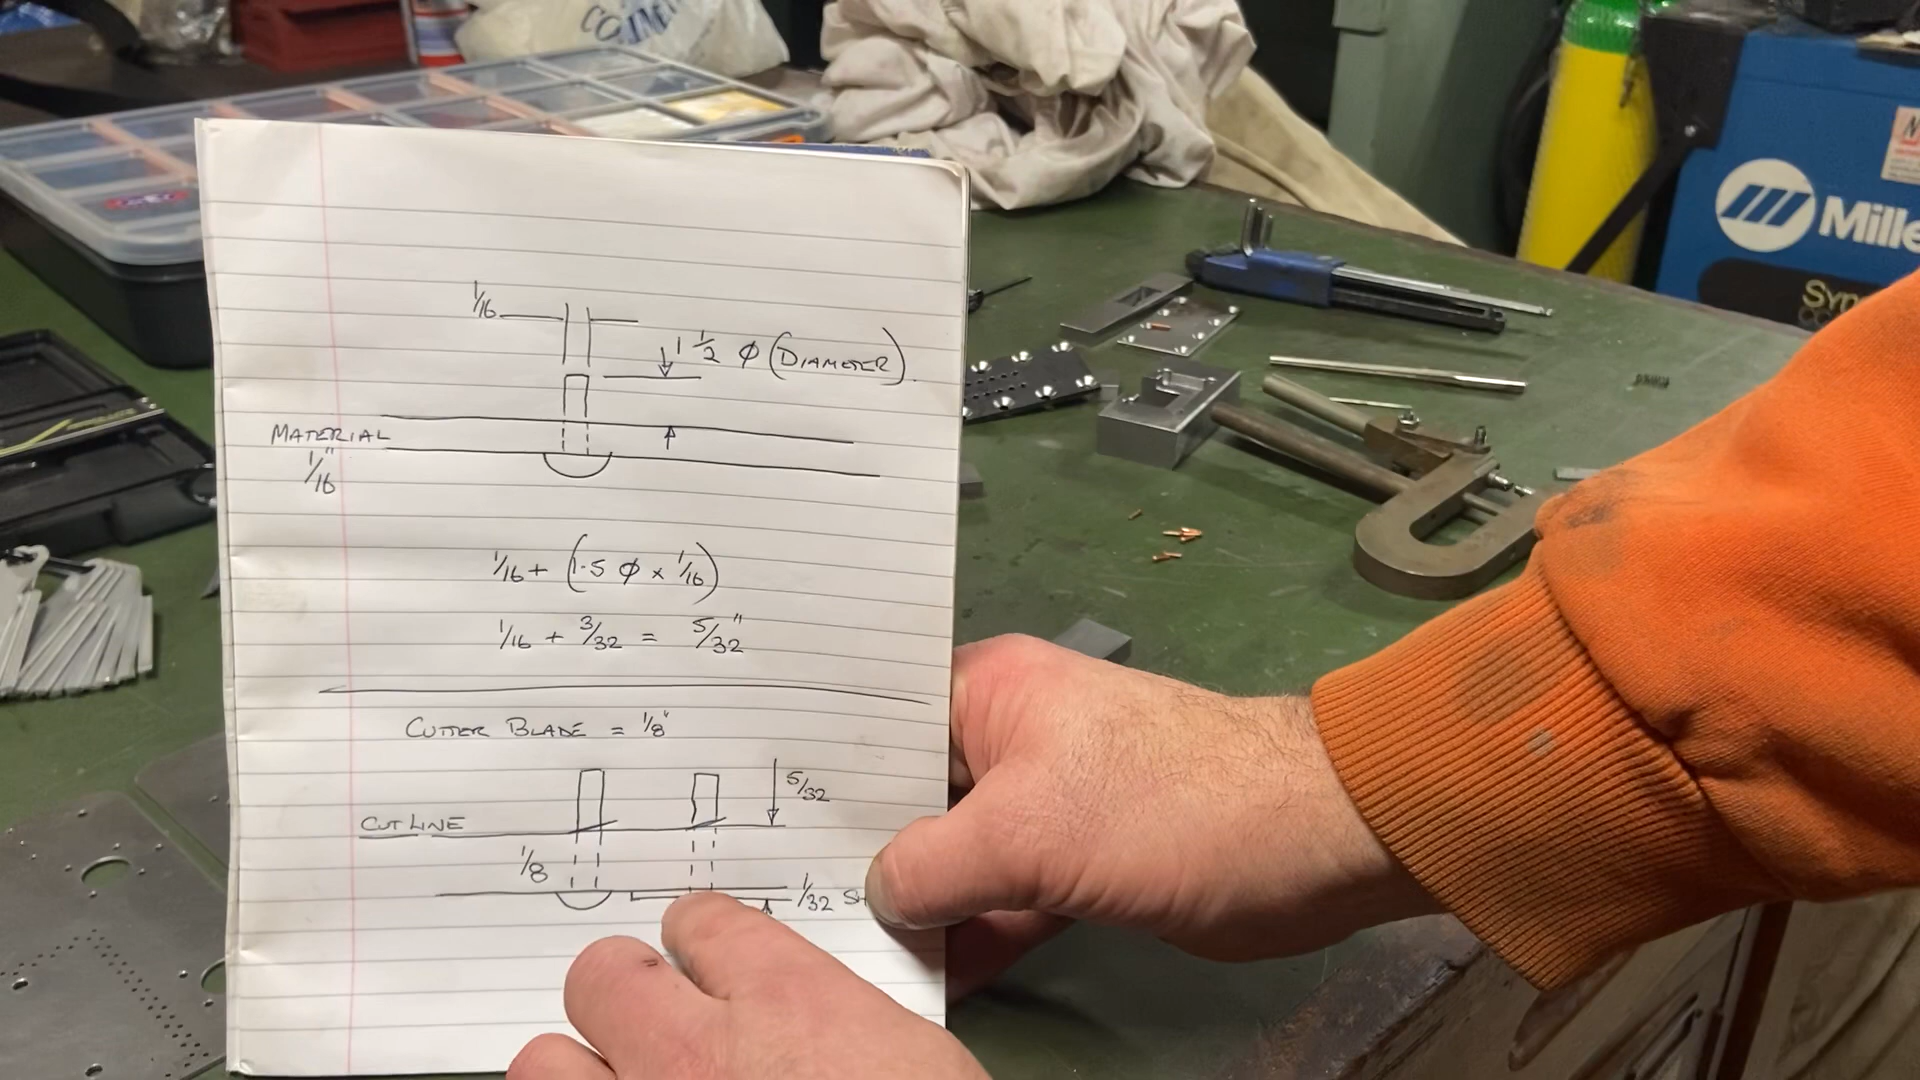 1/16
1 1/2 Φ (DIAMETER).
MATERIAL
1/16"
1/16 + (1.5 Φ x 1/16)
1/16 + 3/32 = 5/32"
CUTTER BLADE = 1/8"
5/32
CUT LINE
1/8
1/32
Mille